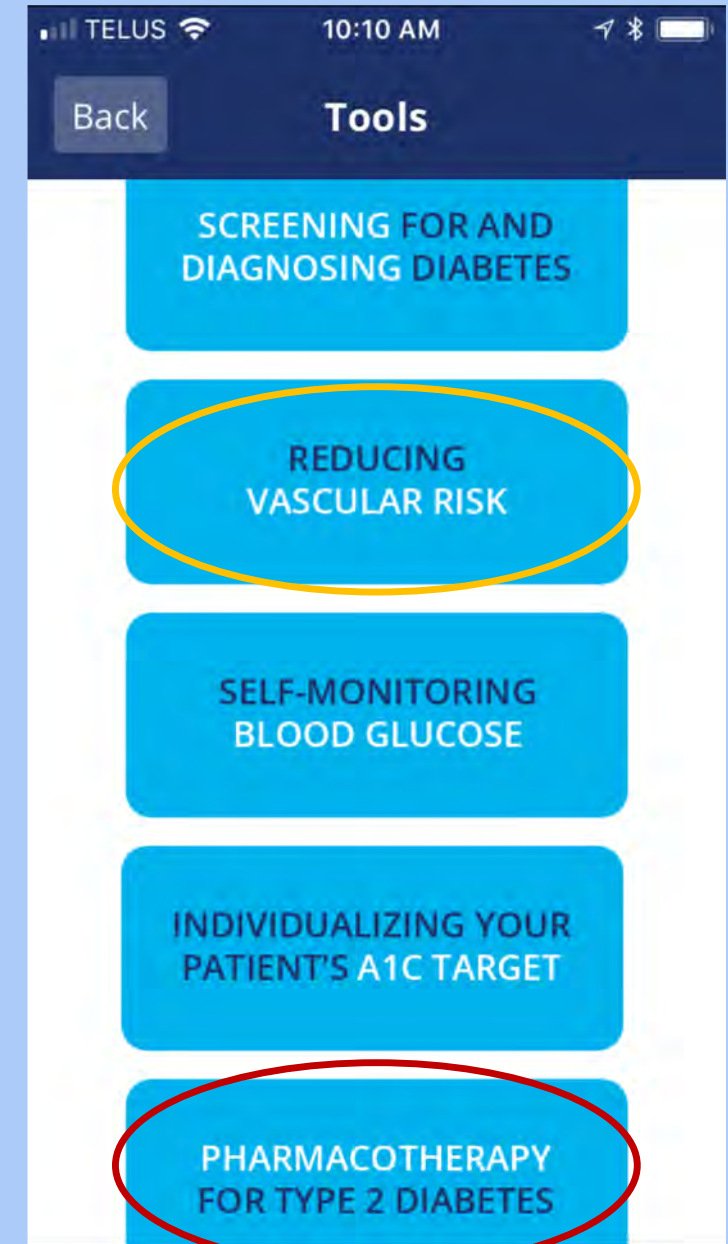 TELUS 10:10 AM
Back Tools
SCREENING FOR AND
DIAGNOSING DIABETES
REDUCING
VASCULAR RISK
SELF-MONITORING
BLOOD GLUCOSE
INDIVIDUALIZING YOUR
PATIENT'S A1C TARGET
PHARMACOTHERAPY
FOR TYPE 2 DIABETES